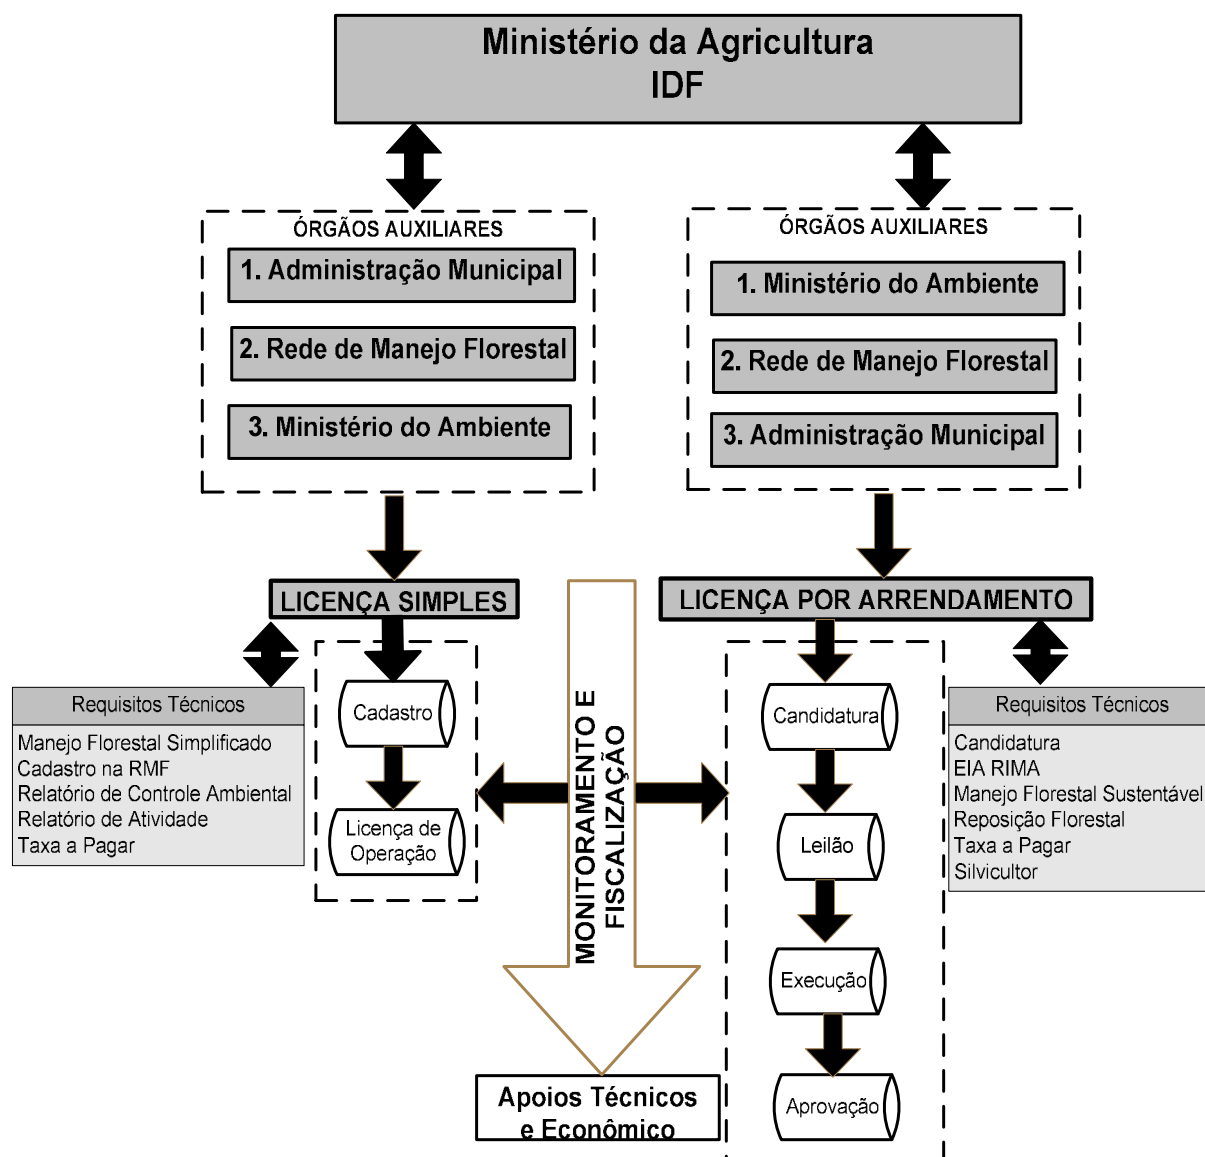 Ministério da Agricultura
IDF
ÓRGÃOS AUXILIARES
1. Administração Municipal
2. Rede de Manejo Florestal
3. Ministério do Ambiente
ÓRGÃOS AUXILIARES
1. Ministério do Ambiente
2. Rede de Manejo Florestal
3. Administração Municipal
LICENÇA SIMPLES
LICENÇA POR ARRENDAMENTO
Requisitos Técnicos
Manejo Florestal Simplificado
Cadastro na RMF
Relatório de Controle Ambiental
Relatório de Atividade
Taxa a Pagar
Cadastro
Licença de
Operação
MONITORAMENTO E
FISCALIZAÇÃO
Candidatura
Leilão
Execução
Aprovação
Requisitos Técnicos
Candidatura
EIA RIMA
Manejo Florestal Sustentável
Reposição Florestal
Taxa a Pagar
Silvicultor
Apoios Técnicos
e Econômico